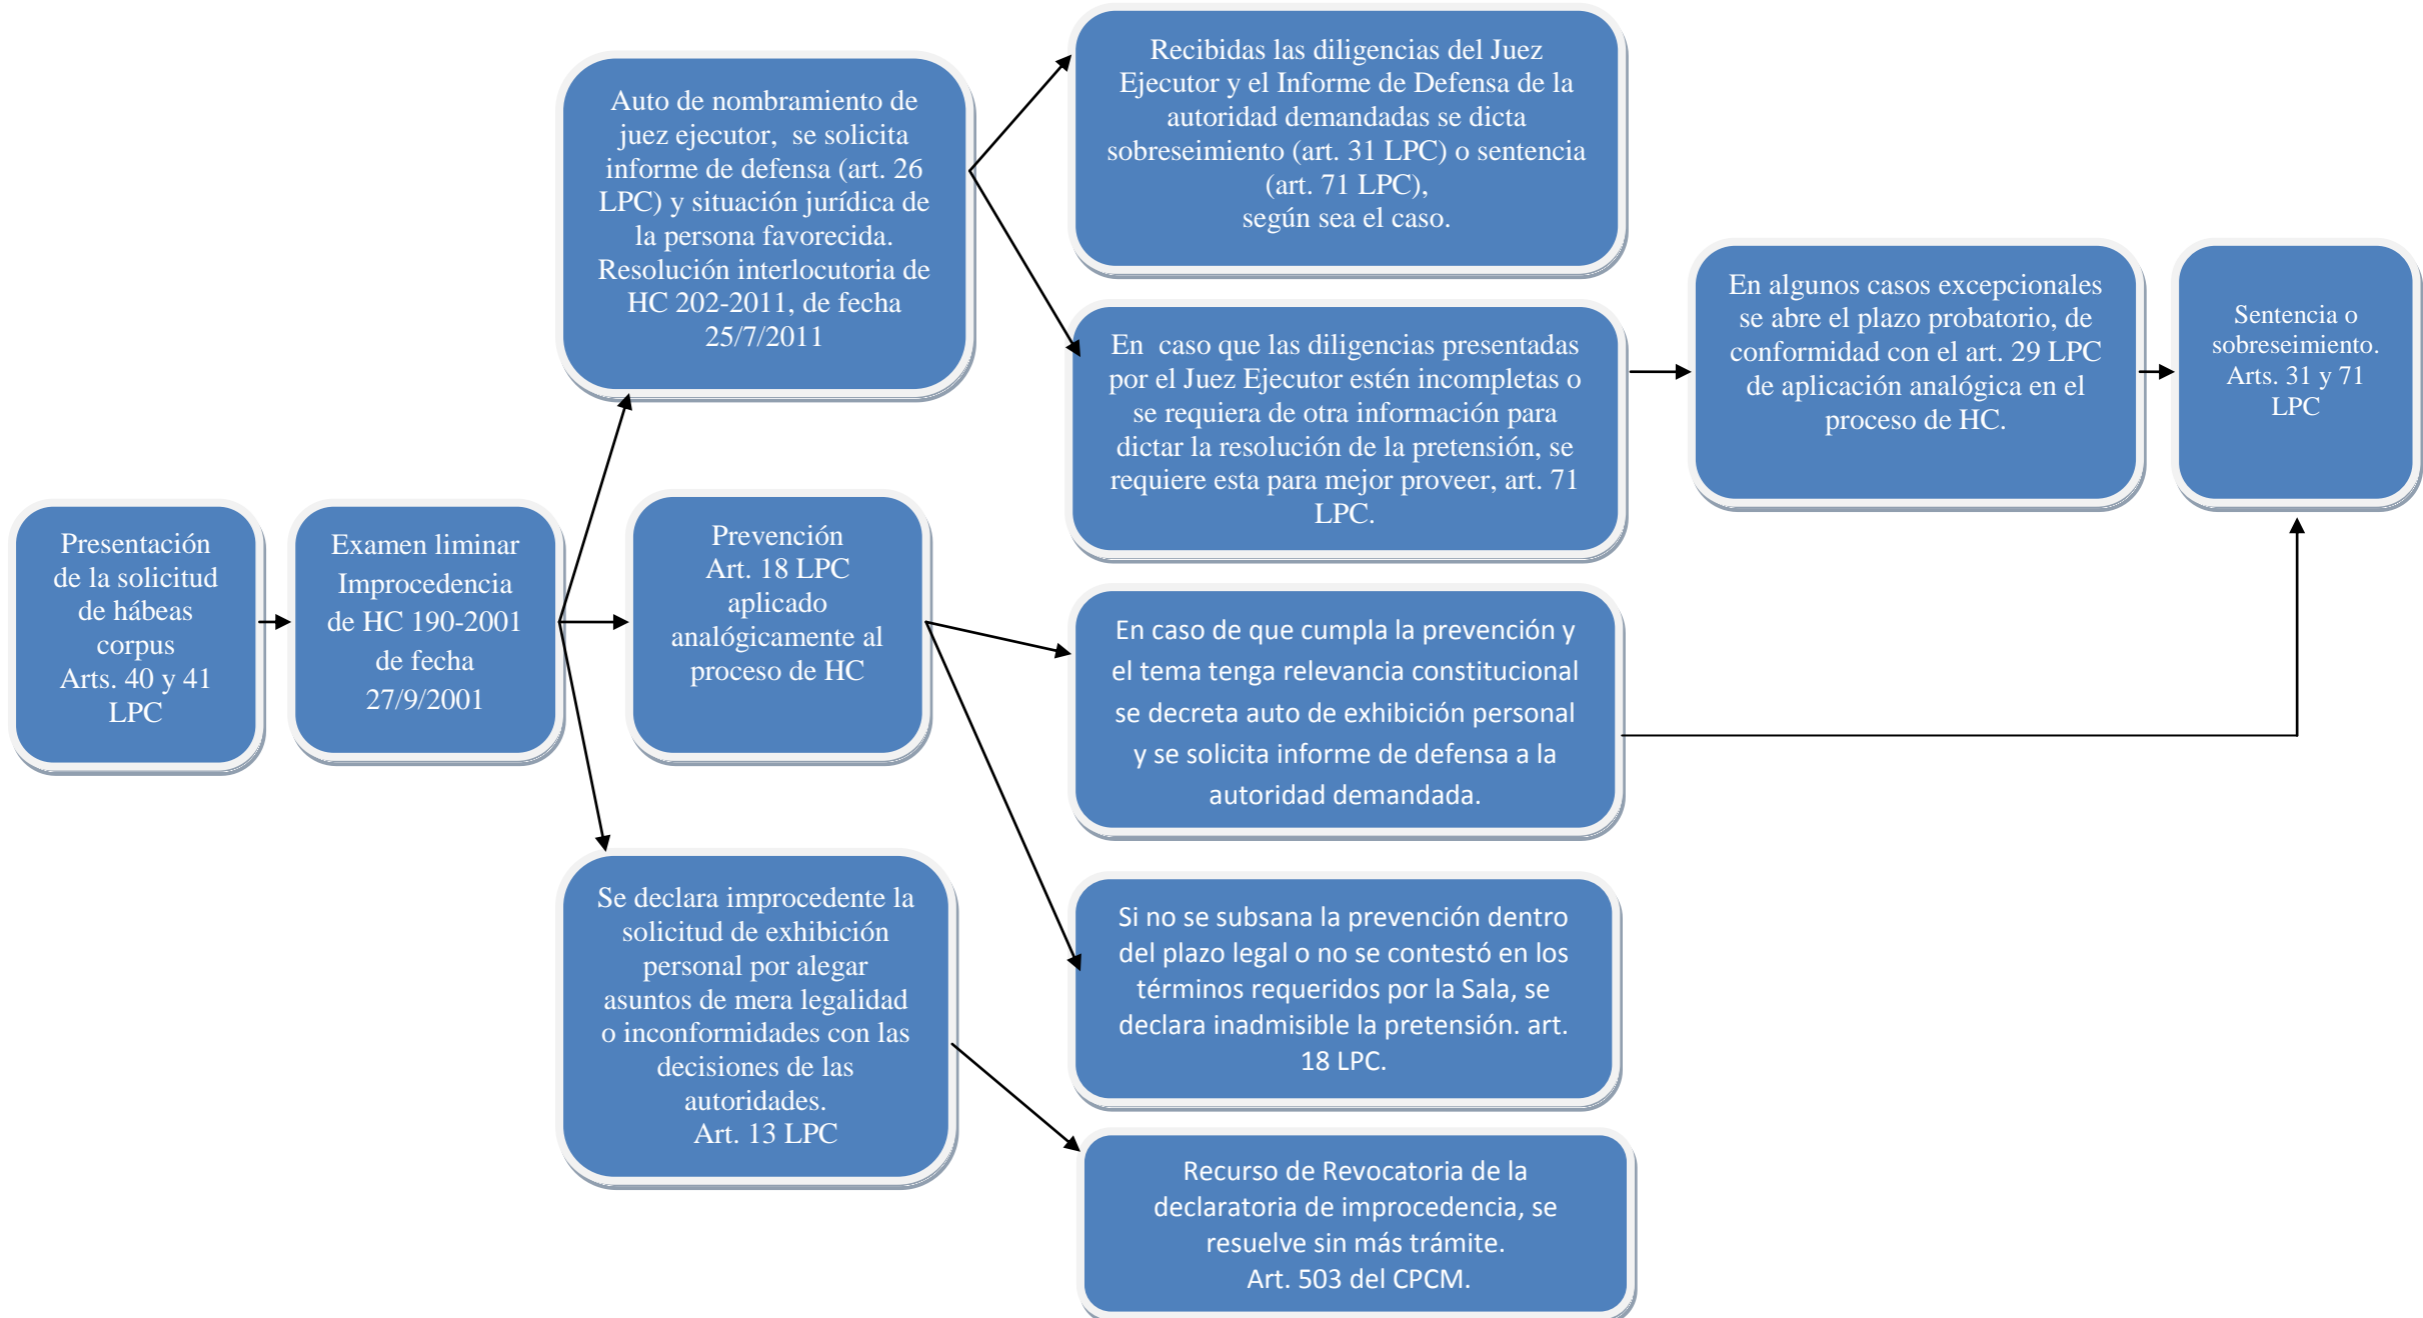 Presentación
de la solicitud
de hábeas
corpus
Arts. 40 y 41
LPC
Examen liminar
Improcedencia
de HC 190-2001
de fecha
27/9/2001
Auto de nombramiento de
juez ejecutor, se solicita
informe de defensa (art. 26
LPC) y situación jurídica de
la persona favorecida.
Resolución interlocutoria de
HC 202-2011, de fecha
25/7/2011
Prevención
Art. 18 LPC
aplicado
analógicamente al
proceso de HC
Se declara improcedente la
solicitud de exhibición
personal por alegar
asuntos de mera legalidad
o inconformidades con las
decisiones de las
autoridades.
Art. 13 LPC
Recibidas las diligencias del Juez
Ejecutor y el Informe de Defensa de la
autoridad demandadas se dicta
sobreseimiento (art. 31 LPC) o sentencia
(art. 71 LPC),
según sea el caso.
En caso que las diligencias presentadas
por el Juez Ejecutor estén incompletas o
se requiera de otra información para
dictar la resolución de la pretensión, se
requiere esta para mejor proveer, art. 71
LPC.
En caso de que cumpla la prevención y
el tema tenga relevancia constitucional
se decreta auto de exhibición personal
y se solicita informe de defensa a la
autoridad demandada.
Si no se subsana la prevención dentro
del plazo legal o no se contestó en los
términos requeridos por la Sala, se
declara inadmisible la pretensión. art.
18 LPC.
Recurso de Revocatoria de la
declaratoria de improcedencia, se
resuelve sin más trámite.
Art. 503 del CPCM.
En algunos casos excepcionales
se abre el plazo probatorio, de
conformidad con el art. 29 LPC
de aplicación analógica en el
proceso de HC.
Sentencia o
sobreseimiento.
Arts. 31 y 71
LPC